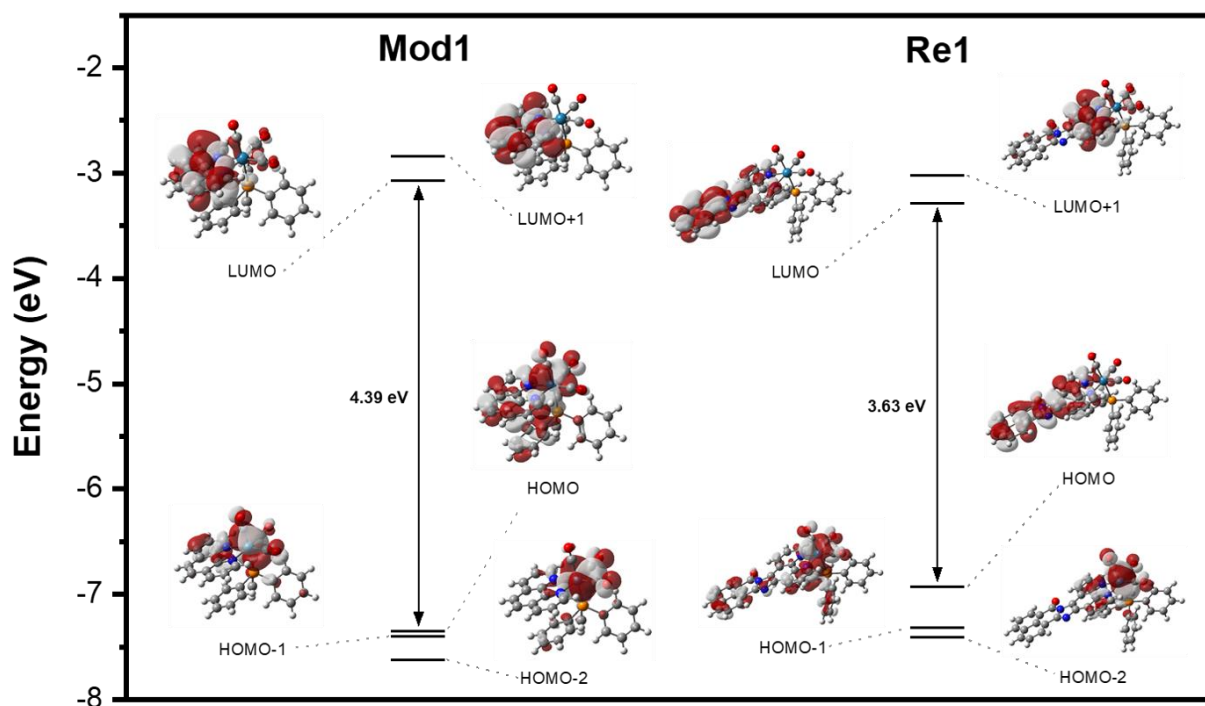 Mod1
Re1
Energy (eV)
-2
-3
-4
-5
-6
-7
-8
LUMO
LUMO+1
4.39 eV
HOMO
HOMO-1
HOMO-2
LUMO
LUMO+1
3.63 eV
HOMO
HOMO-1
HOMO-2